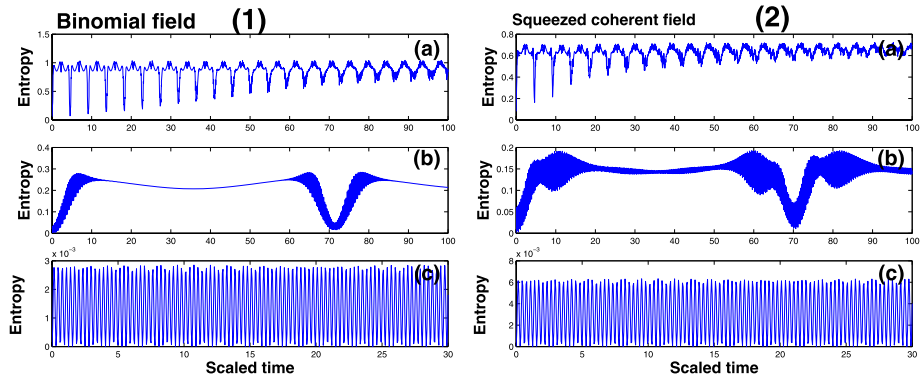 Binomial field (1)
Squeezed coherent field (2)
(a)
Entropy
1.5
1
0.5
0
0 10 20 30 40 50 60 70 80 90 100
(a)
Entropy
0.8
0.6
0.4
0.2
0
0 10 20 30 40 50 60 70 80 90 100
(b)
Entropy
0.4
0.3
0.2
0.1
0
0 10 20 30 40 50 60 70 80 90 100
(b)
Entropy
0.2
0.15
0.1
0.05
0
0 10 20 30 40 50 60 70 80 90 100
x 10⁻³
(c)
Entropy
3
2
1
0
0 5 10 15 20 25 30
Scaled time
x 10⁻³
(c)
Entropy
8
6
4
2
0
0 5 10 15 20 25 30
Scaled time